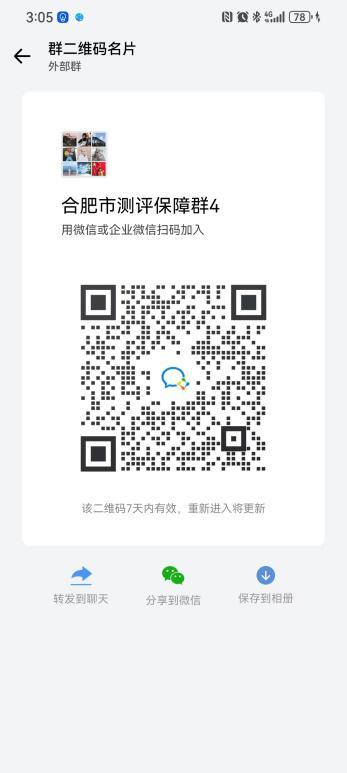 3:05
4G
78
群二维码名片
外部群
合肥市测评保障群4
用微信或企业微信扫码加入
该二维码7天内有效，重新进入将更新
转发到聊天
分享到微信
保存到相册